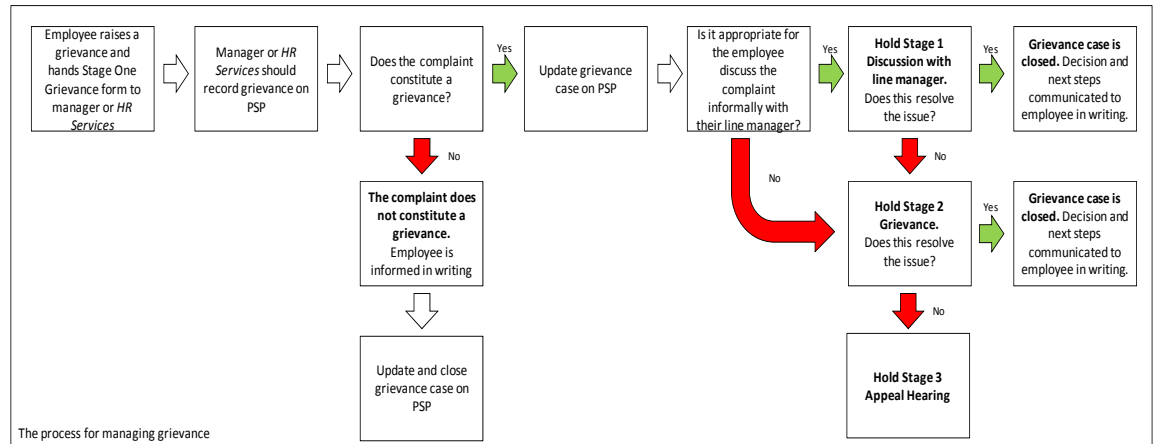 Employee raises a
grievance and
hands Stage One
Grievance form to
manager or HR
Services
Manager or HR
Services should
record grievance on
PSP
Does the complaint
constitute a
grievance?
Yes
Update grievance
case on PSP
Is it appropriate for
the employee
discuss the
complaint
informally with
their line manager?
Yes
Hold Stage 1
Discussion with
line manager.
Does this resolve
the issue?
Yes
Grievance case is
closed. Decision and
next steps
communicated to
employee in writing.
No
No
No
The complaint does
not constitute a
grievance.
Employee is
informed in writing
Hold Stage 2
Grievance.
Does this resolve
the issue?
Yes
Grievance case is
closed. Decision and
next steps
communicated to
employee in writing.
No
Update and close
grievance case on
PSP
Hold Stage 3
Appeal Hearing
The process for managing grievance